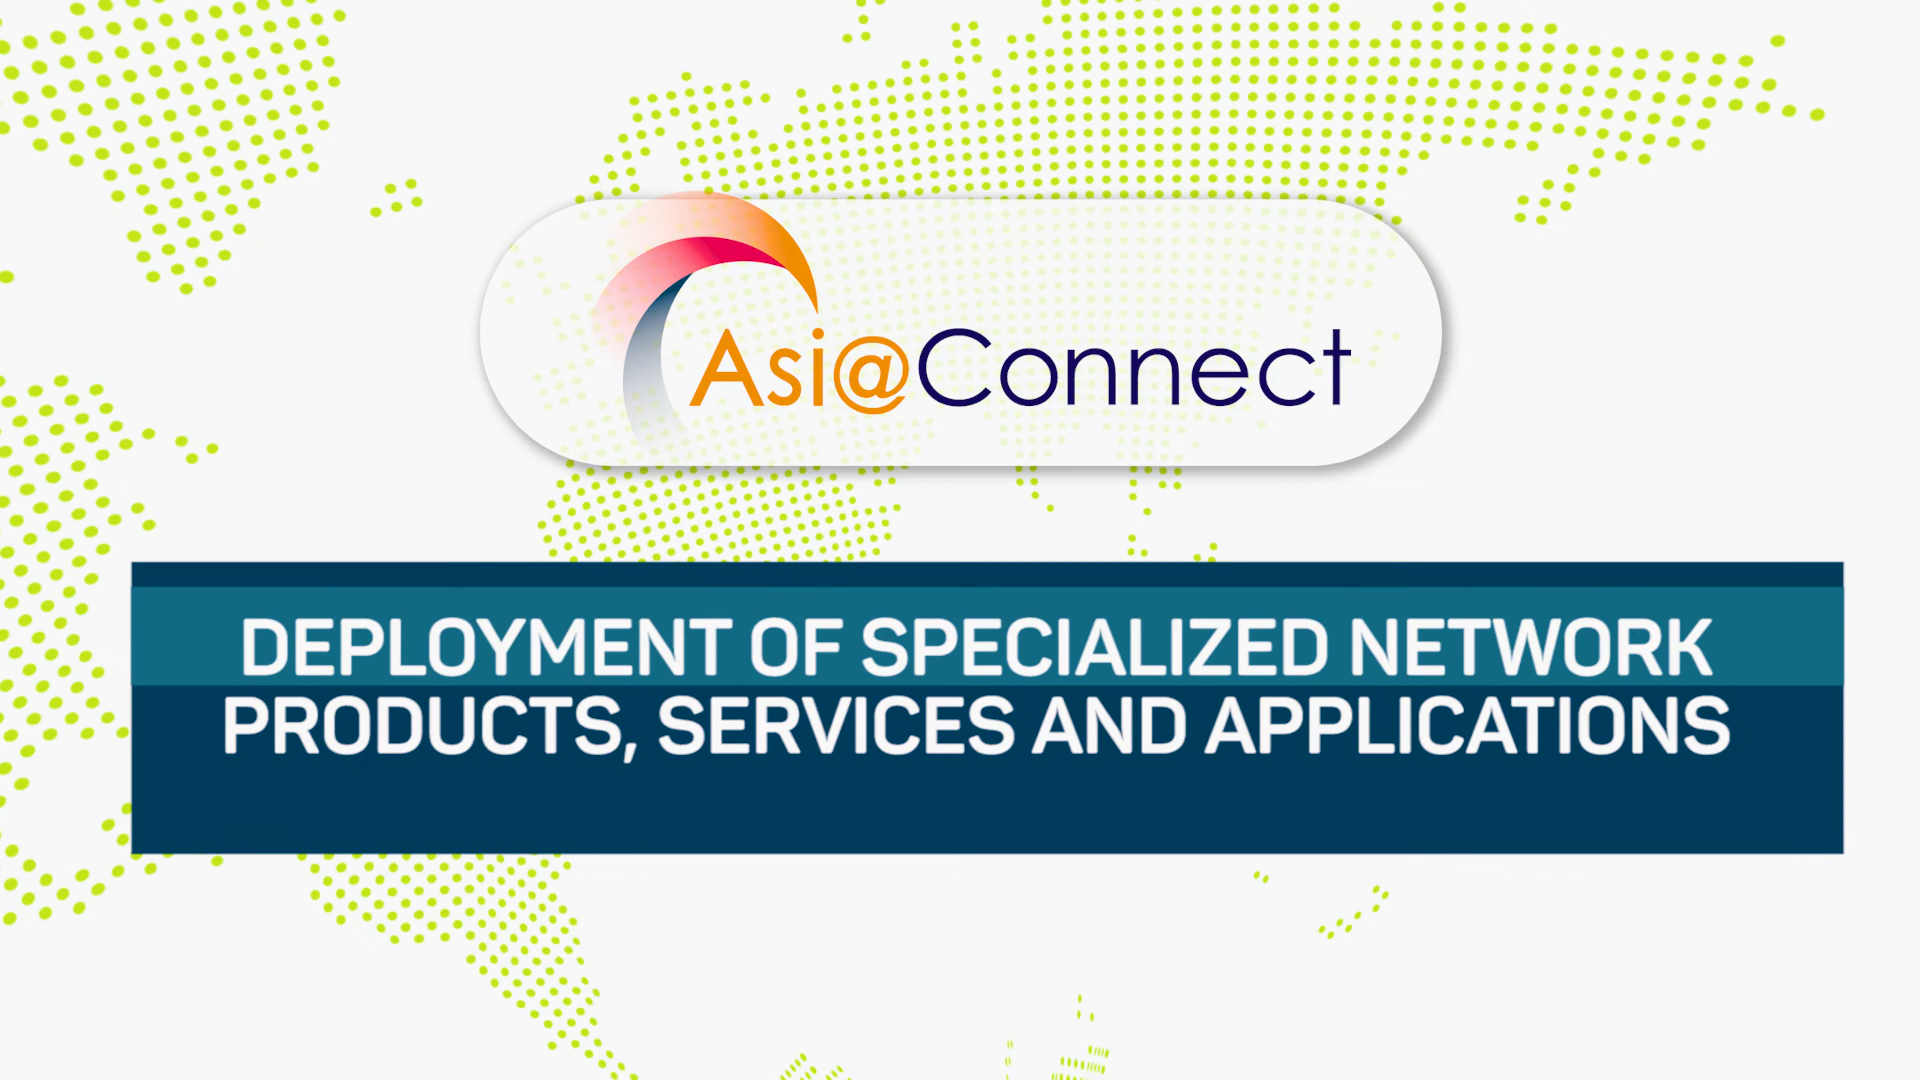 Asi@Connect
DEPLOYMENT OF SPECIALIZED NETWORK
PRODUCTS, SERVICES AND APPLICATIONS